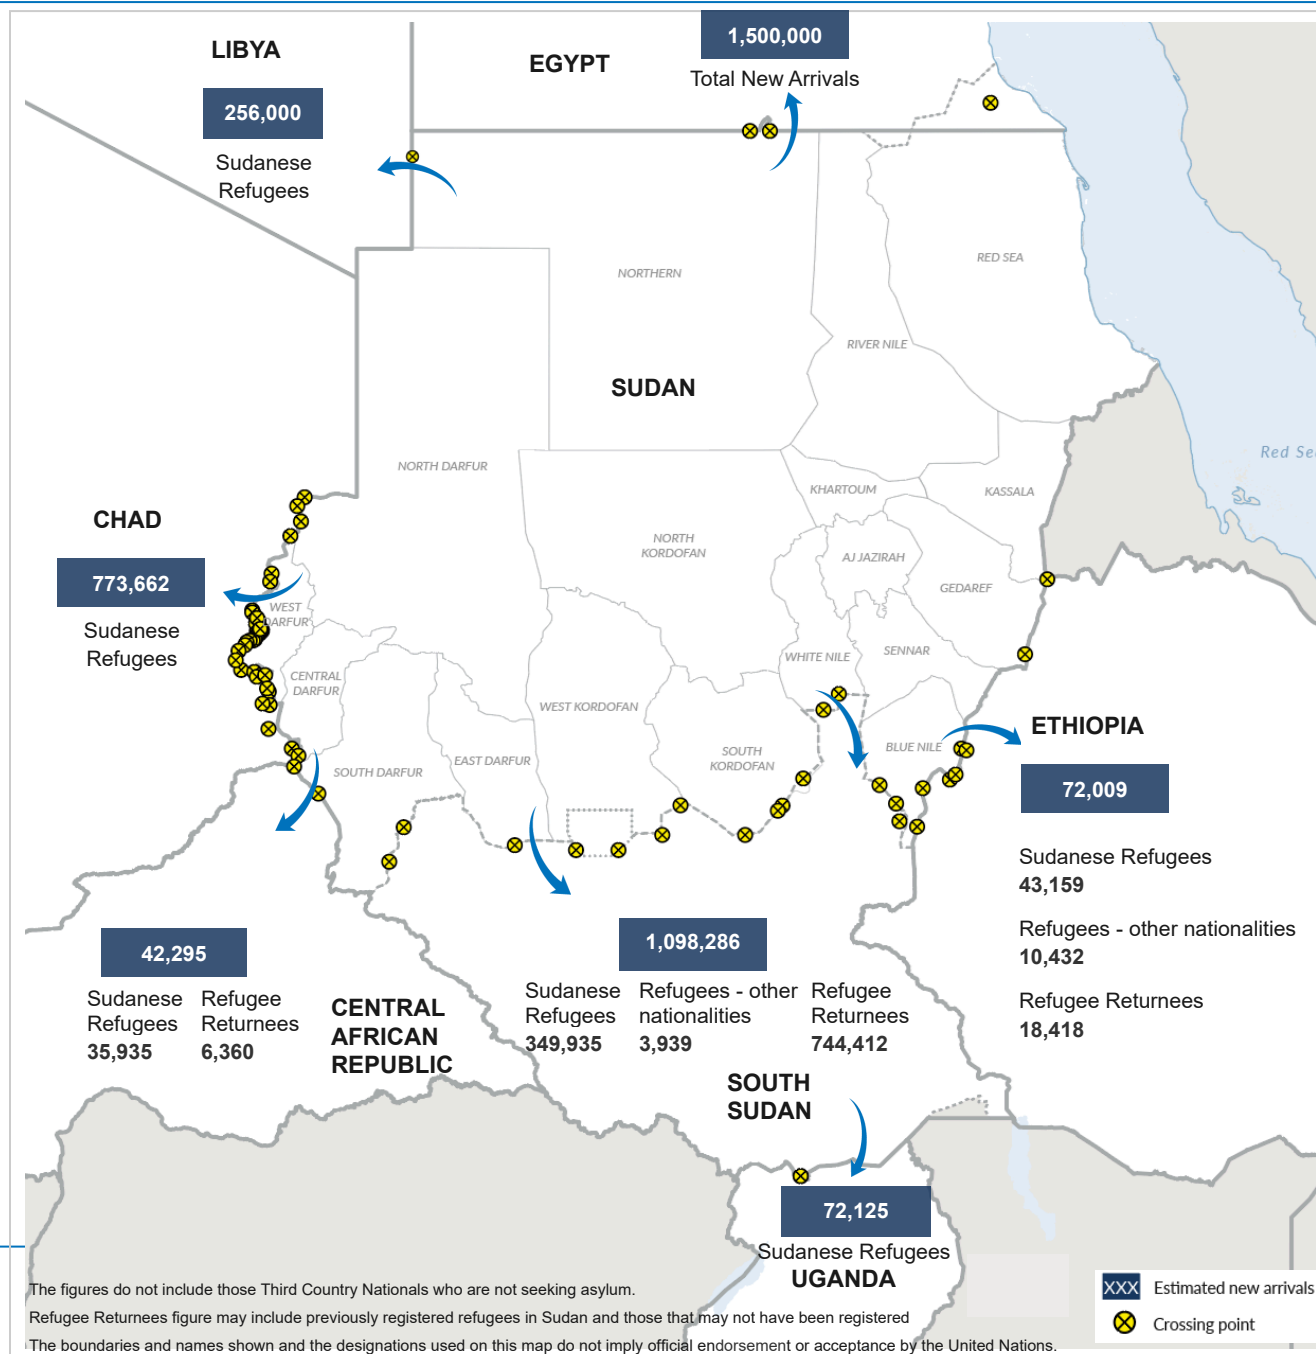 LIBYA
256,000
Sudanese
Refugees
EGYPT
1,500,000
Total New Arrivals
NORTHERN
RED SEA
RIVER NILE
SUDAN
NORTH DARFUR
KHARTOUM
KASSALA
NORTH
KORDOFAN
AJ JAZIRAH
GEDAREF
CHAD
773,662
Sudanese
Refugees
WEST
DARFUR
CENTRAL
DARFUR
WHITE NILE
SENNAR
WEST KORDOFAN
SOUTH
KORDOFAN
BLUE NILE
EAST DARFUR
SOUTH DARFUR
Red Se
ETHIOPIA
72,009
Sudanese Refugees
43,159
Refugees - other nationalities
10,432
Refugee Returnees
18,418
42,295
Sudanese Refugee
Refugees Returnees
35,935 6,360
CENTRAL
AFRICAN
REPUBLIC
1,098,286
Sudanese Refugees - other Refugee
Refugees nationalities Returnees
349,935 3,939 744,412
SOUTH
SUDAN
72,125
Sudanese Refugees
UGANDA
The figures do not include those Third Country Nationals who are not seeking asylum.
Refugee Returnees figure may include previously registered refugees in Sudan and those that may not have been registered
The boundaries and names shown and the designations used on this map do not imply official endorsement or acceptance by the United Nations.
XXX Estimated new arrivals
Crossing point